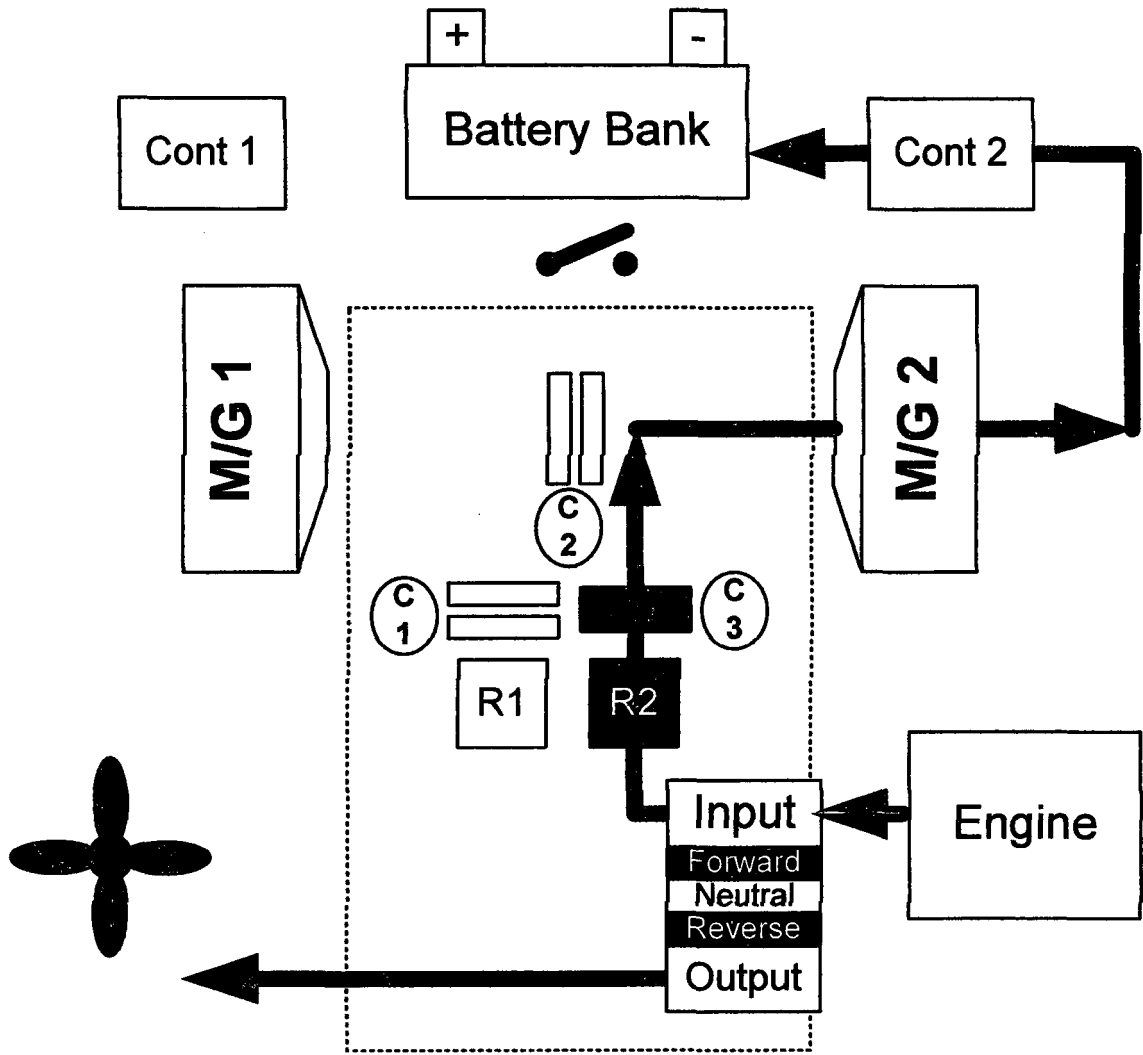 +
-
Battery Bank
Cont 1
Cont 2
M/G 1
M/G 2
C
2
C
1
C
3
R1
R2
Input
Forward
Neutral
Reverse
Output
Engine